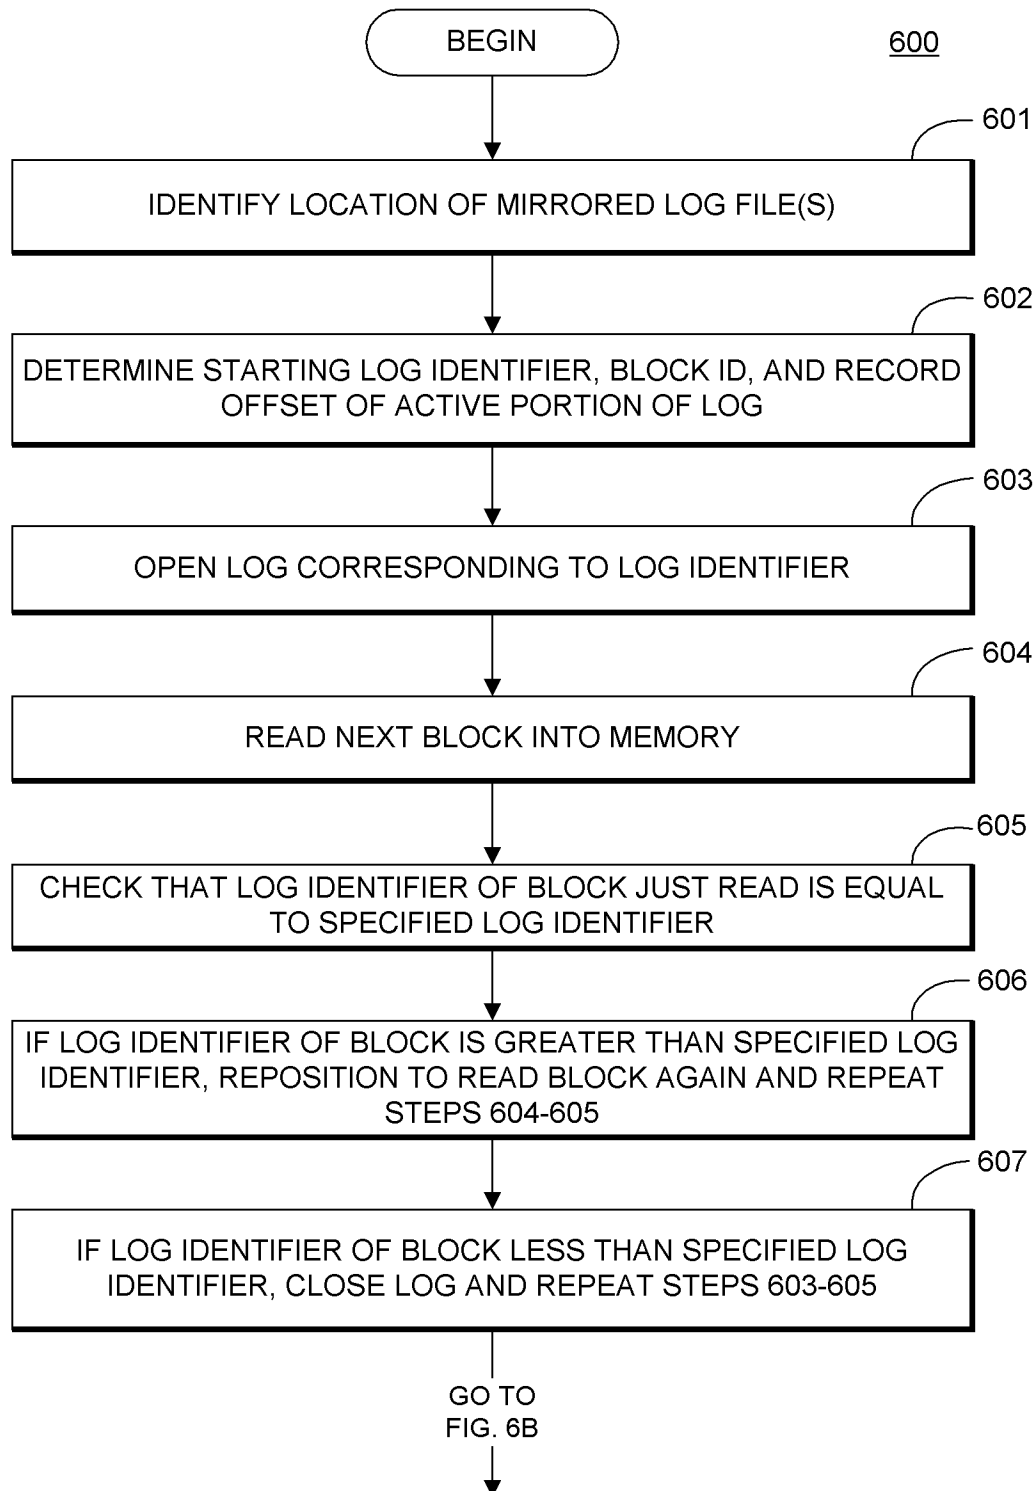 BEGIN
600
601
IDENTIFY LOCATION OF MIRRORED LOG FILE(S)
602
DETERMINE STARTING LOG IDENTIFIER, BLOCK ID, AND RECORD
OFFSET OF ACTIVE PORTION OF LOG
603
OPEN LOG CORRESPONDING TO LOG IDENTIFIER
604
READ NEXT BLOCK INTO MEMORY
605
CHECK THAT LOG IDENTIFIER OF BLOCK JUST READ IS EQUAL
TO SPECIFIED LOG IDENTIFIER
606
IF LOG IDENTIFIER OF BLOCK IS GREATER THAN SPECIFIED LOG
IDENTIFIER, REPOSITION TO READ BLOCK AGAIN AND REPEAT
STEPS 604-605
607
IF LOG IDENTIFIER OF BLOCK LESS THAN SPECIFIED LOG
IDENTIFIER, CLOSE LOG AND REPEAT STEPS 603-605
GO TO
FIG. 6B